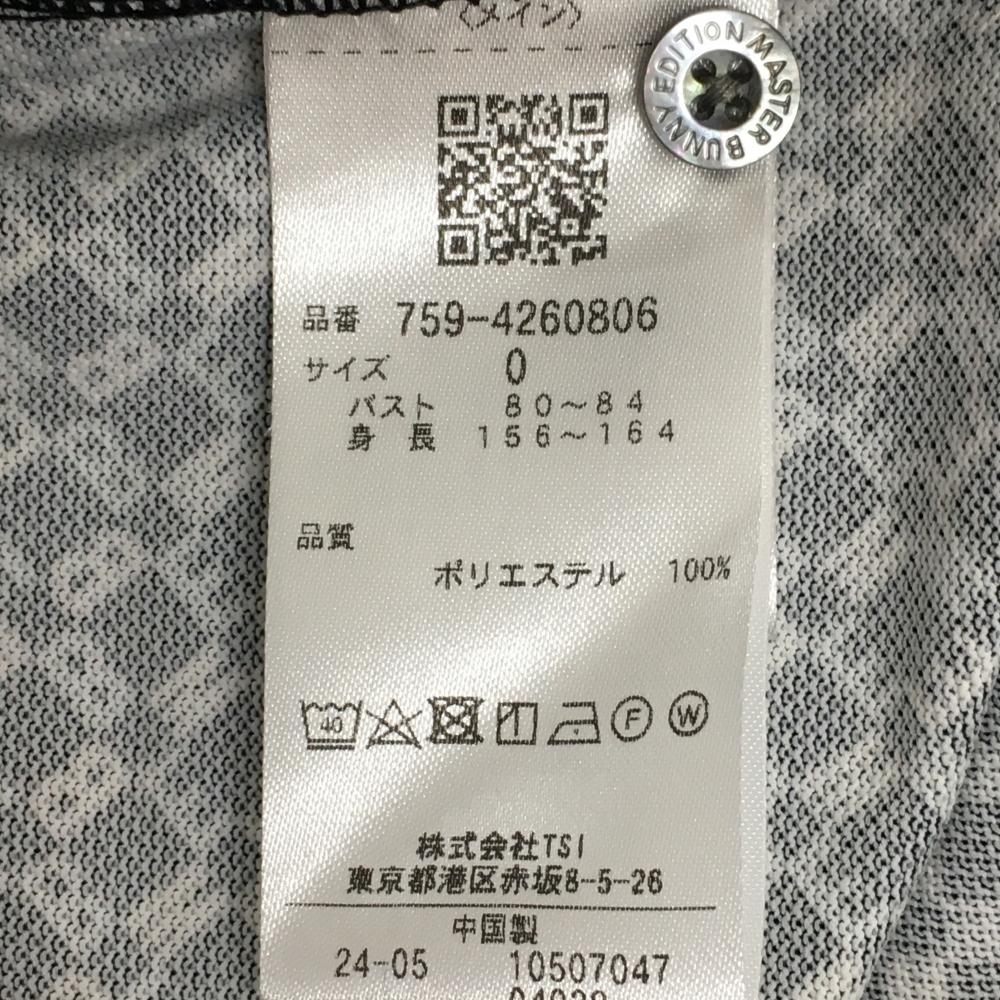 〈メイン〉
MASTER BUNNY EDITION
品番 759-4260806
サイズ 0
バスト 80〜84
身長 156〜164
品質
ポリエステル 100%
40
F W
株式会社TSI
東京都港区赤坂8-5-26
中国製
24-05 10507047